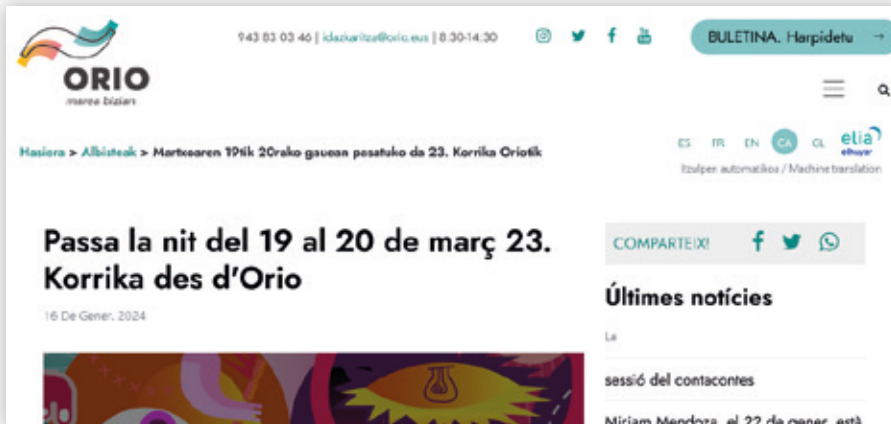 943 83 03 46 | idazkaritza@orio.eus | 8:30-14:30
BULETINA. Harpidetu →
ORIO
marea bizian
Hasiera > Albisteak > Martxoaren 19tik 20rako gauean pasatuko da 23. Korrika Oriotik
ES FR EN CA GL elia
elhuyar
Itzulpen automatikoa / Machine translation
Passa la nit del 19 al 20 de març 23.
Korrika des d'Orio
16 De Gener, 2024
COMPARTEIX!
Últimes notícies
La
sessió del contacontes
Miriam Mendoza, el 22 de gener, està